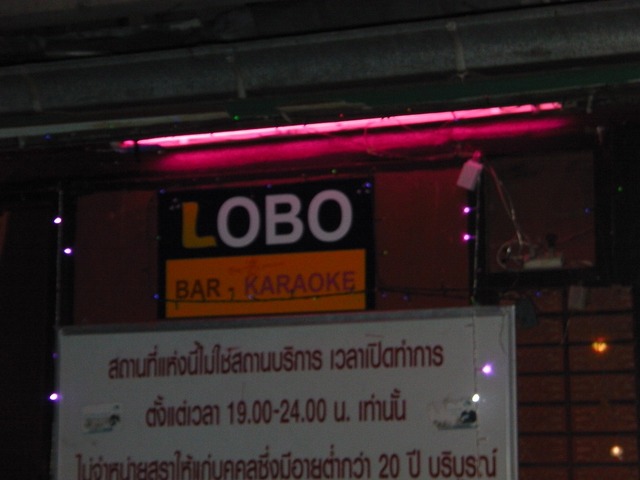 LOBO
BAR , KARAOKE
สถานที่แห่งนี้ไม่ใช่สถานบริการ เวลาเปิดทำการ
ตั้งแต่เวลา 19.00-24.00 น. เท่านั้น
ไม่จำหน่ายสุราให้แก่บุคคลซึ่งมีอายุต่ำกว่า 20 ปี บริบูรณ์